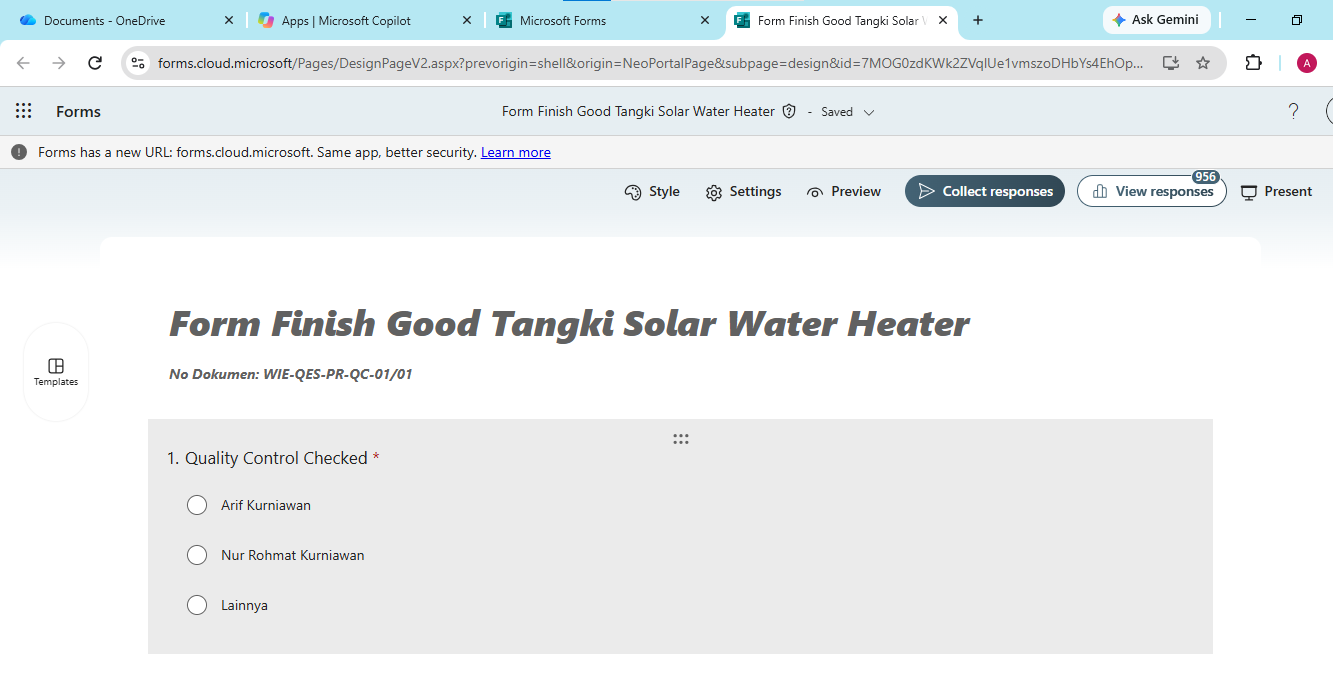 Documents - OneDrive
Apps | Microsoft Copilot
Microsoft Forms
Form Finish Good Tangki Solar
Ask Gemini
forms.cloud.microsoft/Pages/DesignPageV2.aspx?prevorigin=shell&origin=NeoPortalPage&subpage=design&id=7MOG0zdKWk2ZVqlUe1vmszoDHbYs4EhOp...
A
Forms
Form Finish Good Tangki Solar Water Heater - Saved
?
Forms has a new URL: forms.cloud.microsoft. Same app, better security. Learn more
Style
Settings
Preview
Collect responses
View responses
956
Present
Form Finish Good Tangki Solar Water Heater
No Dokumen: WIE-QES-PR-QC-01/01
Templates
1. Quality Control Checked *
Arif Kurniawan
Nur Rohmat Kurniawan
Lainnya